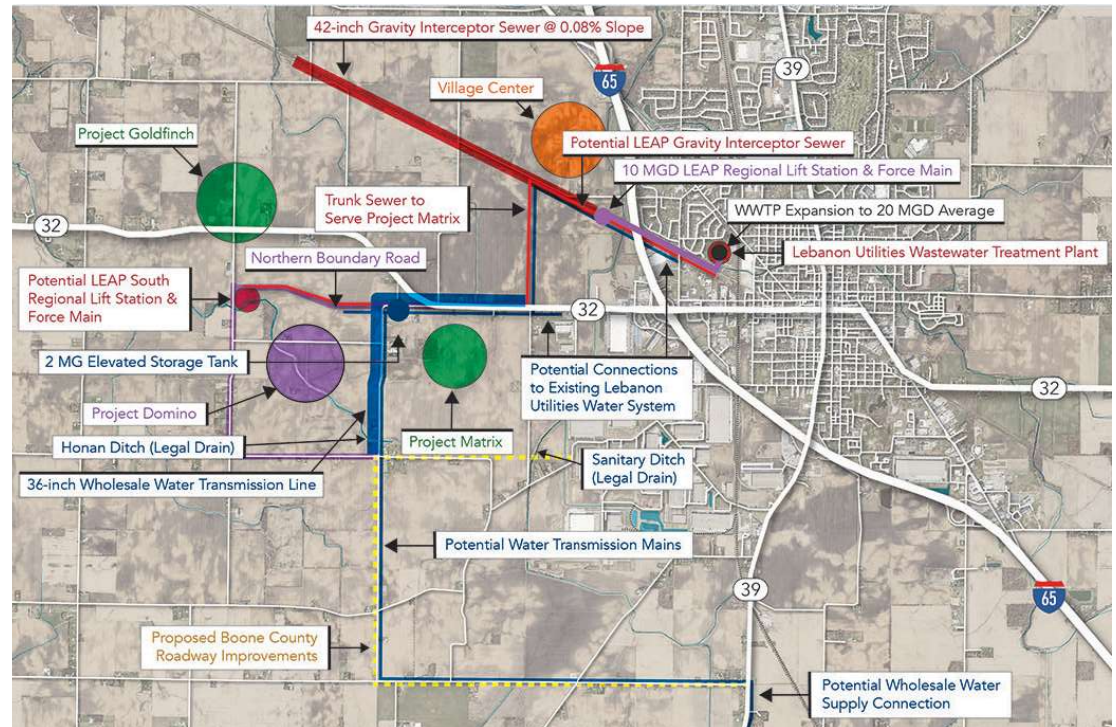 42-inch Gravity Interceptor Sewer @ 0.08% Slope
39
65
Village Center
Project Goldfinch
Potential LEAP Gravity Interceptor Sewer
10 MGD LEAP Regional Lift Station & Force Main
Trunk Sewer to
Serve Project Matrix
WWTP Expansion to 20 MGD Average
32
Northern Boundary Road
Lebanon Utilities Wastewater Treatment Plant
Potential LEAP South
Regional Lift Station &
Force Main
32
2 MG Elevated Storage Tank
Potential Connections
to Existing Lebanon
Utilities Water System
32
Project Domino
Honan Ditch (Legal Drain)
Project Matrix
Sanitary Ditch
(Legal Drain)
36-inch Wholesale Water Transmission Line
Potential Water Transmission Mains
39
65
Proposed Boone County
Roadway Improvements
Potential Wholesale Water
Supply Connection